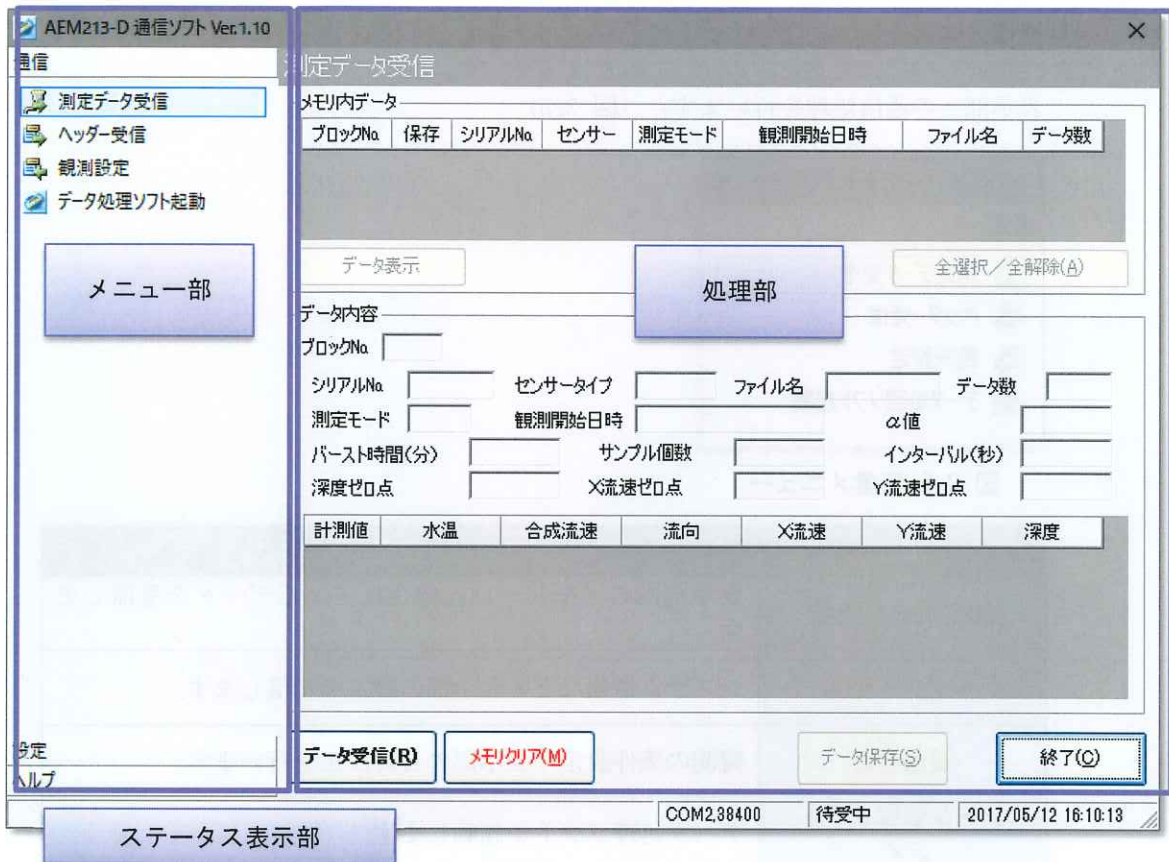 AEM213-D 通信ソフト Ver.1.10
通信
測定データ受信
ヘッダー受信
観測設定
データ処理ソフト起動
メニュー部
設定
ヘルプ
測定データ受信
メモリ内データ
ブロックNo. 保存 シリアルNo. センサー 測定モード 観測開始日時 ファイル名 データ数
データ表示 全選択／全解除(A)
処理部
データ内容
ブロックNo.
シリアルNo. センサータイプ ファイル名 データ数
測定モード 観測開始日時 α値
バースト時間(分) サンプル個数 インターバル(秒)
深度ゼロ点 X流速ゼロ点 Y流速ゼロ点
計測値 水温 合成流速 流向 X流速 Y流速 深度
データ受信(R) メモリクリア(M) データ保存(S) 終了(C)
COM2,38400 待受中 2017/05/12 16:10:13
ステータス表示部